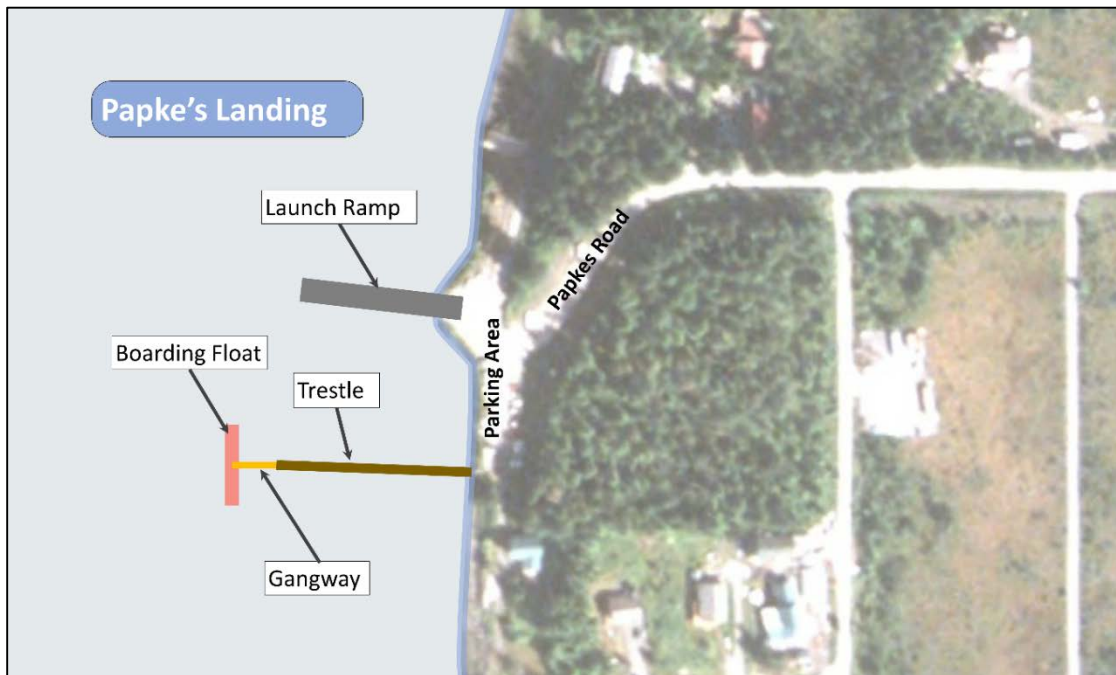 Papke's Landing
Launch Ramp
Papkes Road
Boarding Float
Parking Area
Trestle
Gangway